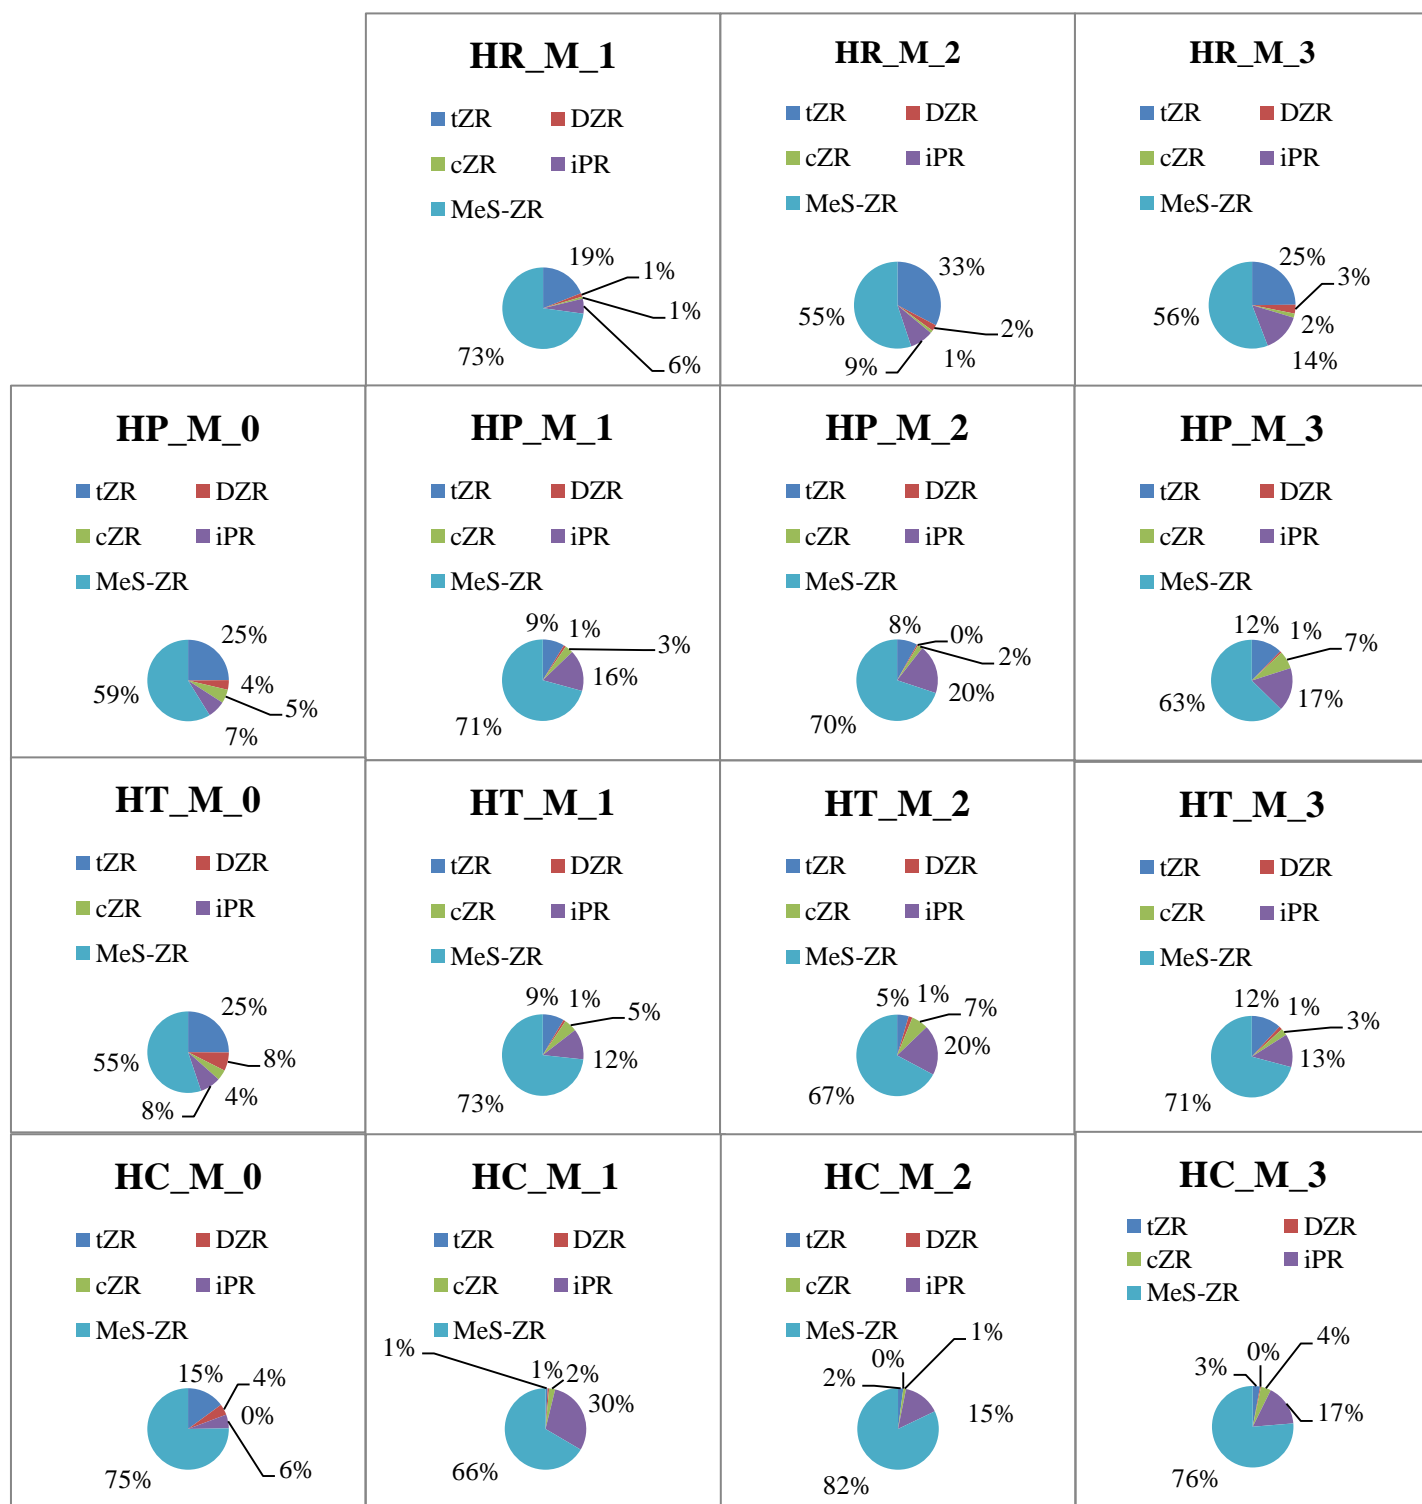 HR_M_1
tZR DZR
cZR iPR
MeS-ZR
19%
1%
1%
6%
73%
HR_M_2
tZR DZR
cZR iPR
MeS-ZR
33%
2%
1%
9%
55%
HR_M_3
tZR DZR
cZR iPR
MeS-ZR
25%
3%
2%
14%
56%
HP_M_0
tZR DZR
cZR iPR
MeS-ZR
25%
4%
5%
7%
59%
HP_M_1
tZR DZR
cZR iPR
MeS-ZR
9%
1%
3%
16%
71%
HP_M_2
tZR DZR
cZR iPR
MeS-ZR
8%
0%
2%
20%
70%
HP_M_3
tZR DZR
cZR iPR
MeS-ZR
12%
1%
7%
17%
63%
HT_M_0
tZR DZR
cZR iPR
MeS-ZR
25%
8%
4%
8%
55%
HT_M_1
tZR DZR
cZR iPR
MeS-ZR
9%
1%
5%
12%
73%
HT_M_2
tZR DZR
cZR iPR
MeS-ZR
5%
1%
7%
20%
67%
HT_M_3
tZR DZR
cZR iPR
MeS-ZR
12%
1%
3%
13%
71%
HC_M_0
tZR DZR
cZR iPR
MeS-ZR
15%
4%
0%
6%
75%
HC_M_1
tZR DZR
cZR iPR
MeS-ZR
1%
1%
2%
30%
66%
HC_M_2
tZR DZR
cZR iPR
MeS-ZR
2%
0%
1%
15%
82%
HC_M_3
tZR DZR
cZR iPR
MeS-ZR
3%
0%
4%
17%
76%